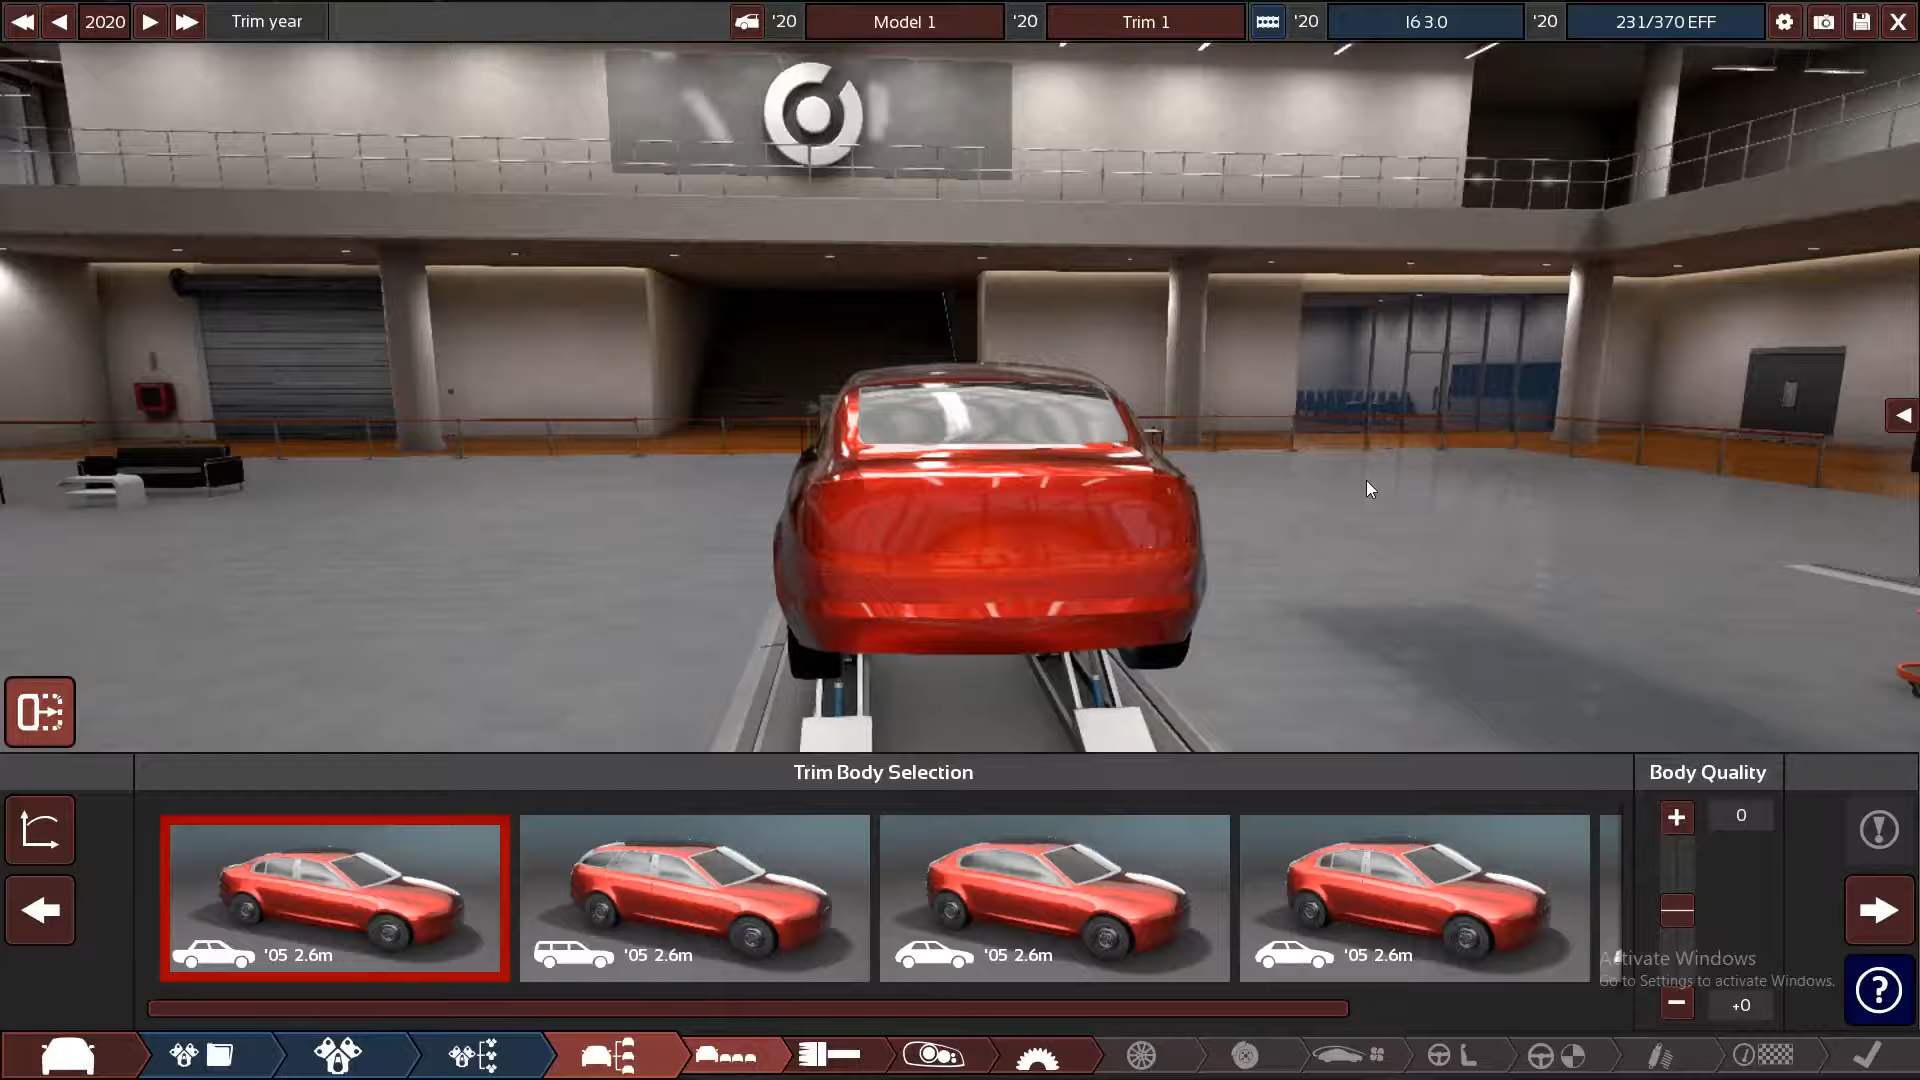 2020 Trim year '20 Model 1 '20 Trim 1 '20 I6 3.0 '20 231/370 EFF
Trim Body Selection Body Quality
0
'05 2.6m '05 2.6m '05 2.6m '05 2.6m
Activate Windows
Go to Settings to activate Windows.
+0